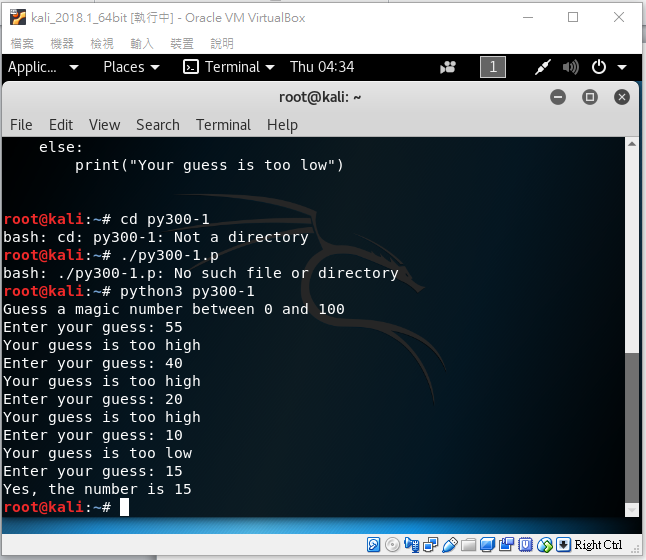 kali_2018.1_64bit [執行中] - Oracle VM VirtualBox
檔案 機器 檢視 輸入 裝置 說明
Applic... Places Terminal Thu 04:34 1
root@kali: ~
File Edit View Search Terminal Help
    else:
        print("Your guess is too low")
root@kali:~# cd py300-1
bash: cd: py300-1: Not a directory
root@kali:~# ./py300-1.p
bash: ./py300-1.p: No such file or directory
root@kali:~# python3 py300-1
Guess a magic number between 0 and 100
Enter your guess: 55
Your guess is too high
Enter your guess: 40
Your guess is too high
Enter your guess: 20
Your guess is too high
Enter your guess: 10
Your guess is too low
Enter your guess: 15
Yes, the number is 15
root@kali:~#
Right Ctrl